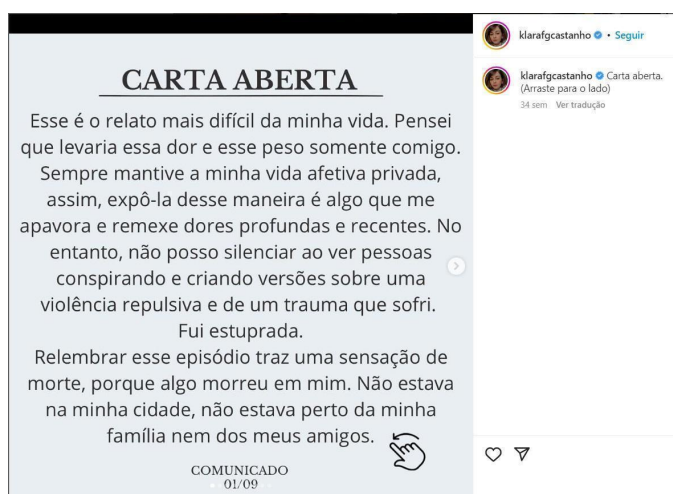 CARTA ABERTA
Esse é o relato mais difícil da minha vida. Pensei
que levaria essa dor e esse peso somente comigo.
Sempre mantive a minha vida afetiva privada,
assim, expô-la desse maneira é algo que me
apavora e remexe dores profundas e recentes. No
entanto, não posso silenciar ao ver pessoas
conspirando e criando versões sobre uma
violência repulsiva e de um trauma que sofri.
Fui estuprada.
Relembrar esse episódio traz uma sensação de
morte, porque algo morreu em mim. Não estava
na minha cidade, não estava perto da minha
família nem dos meus amigos.
COMUNICADO
01/09
klarafgcastanho • Seguir
klarafgcastanho Carta aberta.
(Arraste para o lado)
34 sem Ver tradução